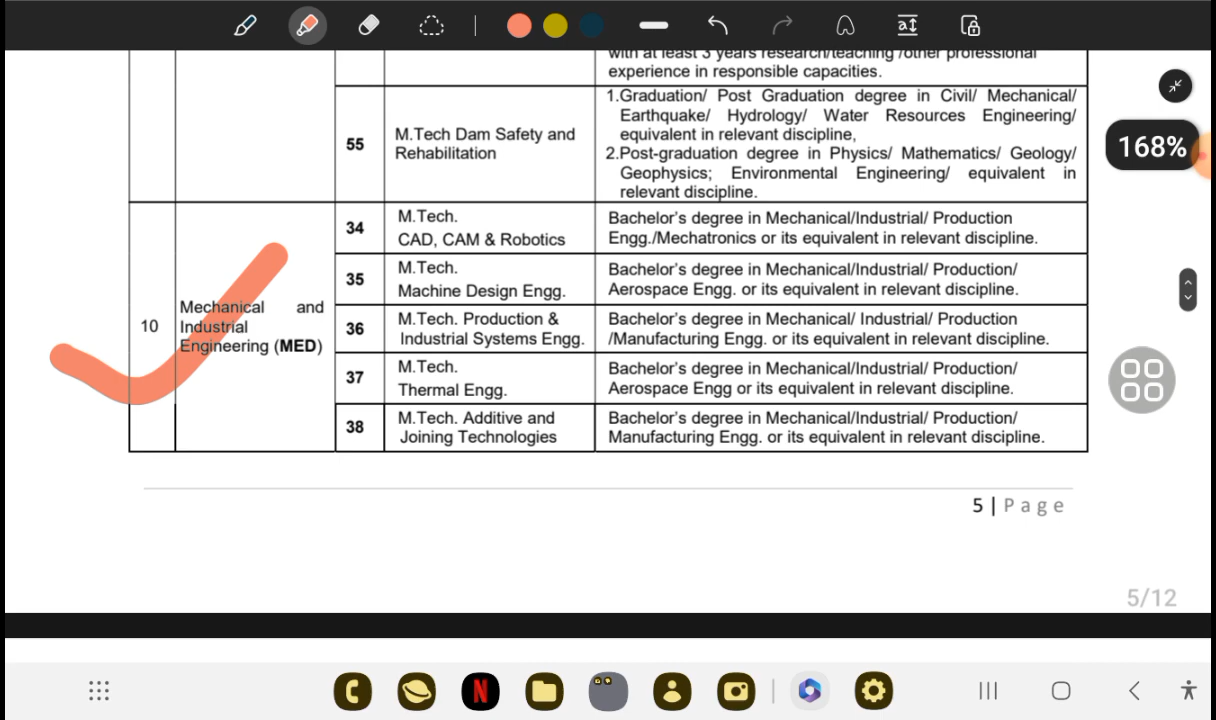 168%
with at least 3 years research/teaching /other professional
experience in responsible capacities.
55
M.Tech Dam Safety and
Rehabilitation
1.Graduation/ Post Graduation degree in Civil/ Mechanical/
Earthquake/ Hydrology/ Water Resources Engineering/
equivalent in relevant discipline,
2.Post-graduation degree in Physics/ Mathematics/ Geology/
Geophysics; Environmental Engineering/ equivalent in
relevant discipline.
10
Mechanical and
Industrial
Engineering (MED)
34
M.Tech.
CAD, CAM & Robotics
Bachelor's degree in Mechanical/Industrial/ Production
Engg./Mechatronics or its equivalent in relevant discipline.
35
M.Tech.
Machine Design Engg.
Bachelor's degree in Mechanical/Industrial/ Production/
Aerospace Engg. or its equivalent in relevant discipline.
36
M.Tech. Production &
Industrial Systems Engg.
Bachelor's degree in Mechanical/ Industrial/ Production
/Manufacturing Engg. or its equivalent in relevant discipline.
37
M.Tech.
Thermal Engg.
Bachelor's degree in Mechanical/Industrial/ Production/
Aerospace Engg or its equivalent in relevant discipline.
38
M.Tech. Additive and
Joining Technologies
Bachelor's degree in Mechanical/Industrial/ Production/
Manufacturing Engg. or its equivalent in relevant discipline.
5 | Page
5/12
N